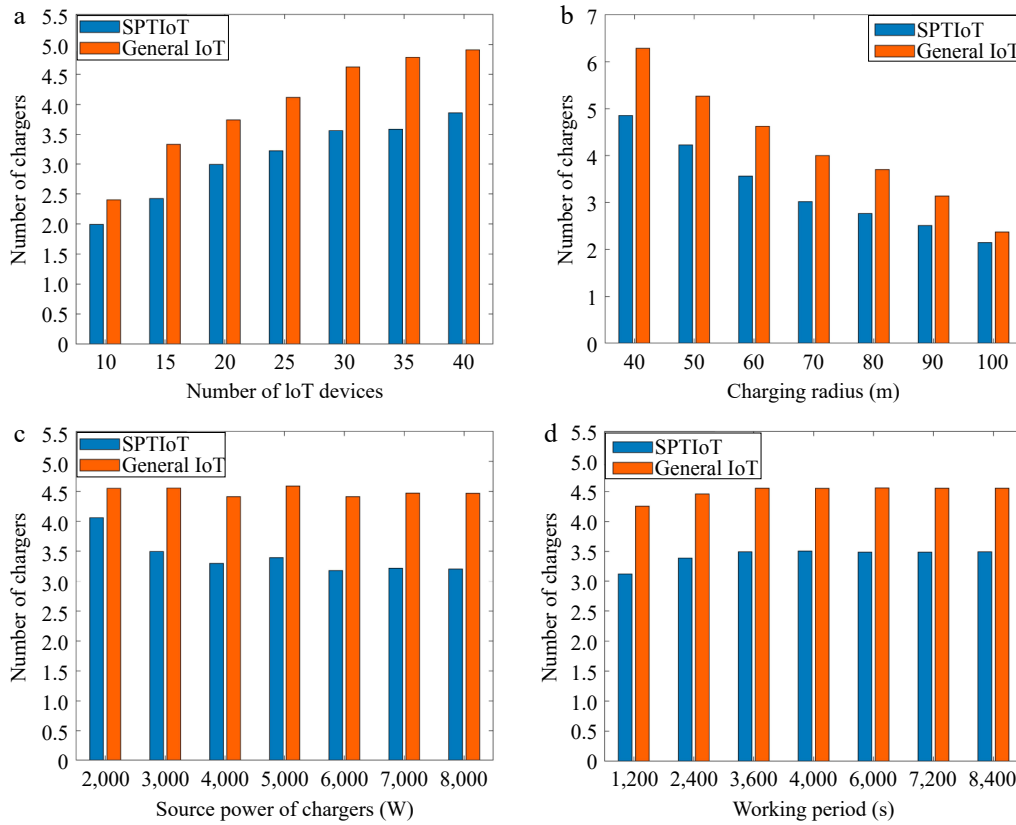 a
SPTIoT
General IoT
Number of chargers
5.5
5.0
4.5
4.0
3.5
3.0
2.5
2.0
1.5
1.0
0.5
0
10 15 20 25 30 35 40
Number of IoT devices
b
SPTIoT
General IoT
Number of chargers
7
6
5
4
3
2
1
0
40 50 60 70 80 90 100
Charging radius (m)
c
SPTIoT
General IoT
Number of chargers
5.5
5.0
4.5
4.0
3.5
3.0
2.5
2.0
1.5
1.0
0.5
0
2,000 3,000 4,000 5,000 6,000 7,000 8,000
Source power of chargers (W)
d
SPTIoT
General IoT
Number of chargers
5.5
5.0
4.5
4.0
3.5
3.0
2.5
2.0
1.5
1.0
0.5
0
1,200 2,400 3,600 4,000 6,000 7,200 8,400
Working period (s)